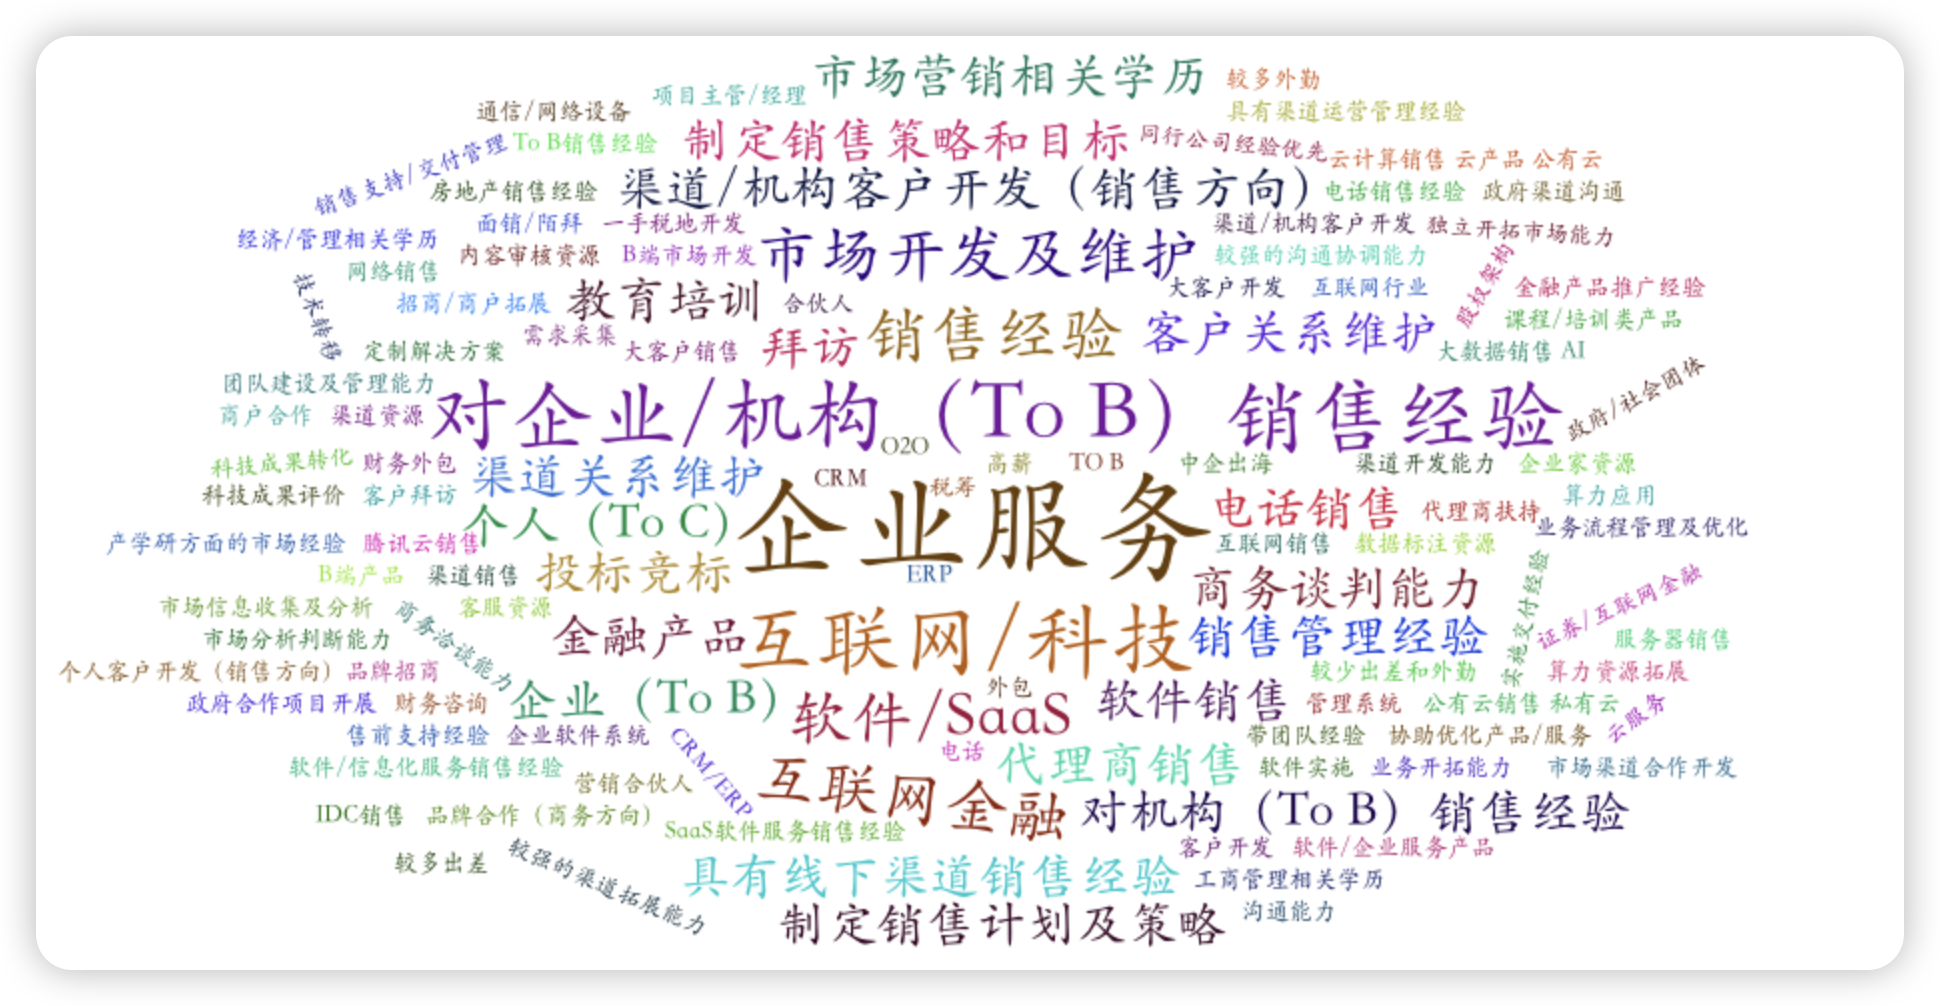 市场营销相关学历
较多外勤
项目主管/经理
通信/网络设备
具有渠道运营管理经验
To B销售经验
制定销售策略和目标
同行公司经验优先
云计算销售 云产品 公有云
销售支持/交付管理
房地产销售经验
渠道/机构客户开发（销售方向）
电话销售经验
政府渠道沟通
面销/陌拜
一手税地开发
渠道/机构客户开发
独立开拓市场能力
经济/管理相关学历
内容审核资源
B端市场开发
市场开发及维护
较强的沟通协调能力
股权架构
网络销售
技术转移
招商/商户拓展
教育培训
合伙人
大客户开发
互联网行业
金融产品推广经验
需求采集
拜访
销售经验
客户关系维护
课程/培训类产品
定制解决方案
大客户销售
大数据销售 AI
团队建设及管理能力
商户合作
渠道资源
对企业/机构（To B）销售经验
政府/社会团体
O2O
科技成果转化
财务外包
渠道关系维护
CRM
高薪
TO B
中企出海
渠道开发能力
企业家资源
科技成果评价
客户拜访
税筹
企业服务
电话销售
代理商扶持
算力应用
个人（To C）
业务流程管理及优化
产学研方面的市场经验
腾讯云销售
互联网销售
数据标注资源
B端产品
渠道销售
投标竞标
ERP
商务谈判能力
实施交付经验
证券/互联网金融
市场信息收集及分析
商务洽谈能力
客服资源
金融产品
互联网/科技
销售管理经验
服务器销售
市场分析判断能力
个人客户开发（销售方向）
品牌招商
较少出差和外勤
算力资源拓展
政府合作项目开展
财务咨询
企业（To B）
外包
软件/SaaS
软件销售
管理系统
公有云销售 私有云
云服务
售前支持经验
企业软件系统
CRM/ERP
电话
代理商销售
带团队经验
协助优化产品/服务
软件/信息化服务销售经验
营销合伙人
互联网金融
软件实施
业务开拓能力
市场渠道合作开发
IDC销售
品牌合作（商务方向）
SaaS软件服务销售经验
对机构（To B）销售经验
较多出差
较强的渠道拓展能力
客户开发
软件/企业服务产品
具有线下渠道销售经验
工商管理相关学历
制定销售计划及策略
沟通能力